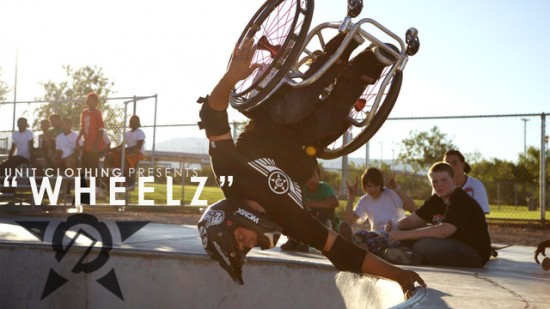 UNIT CLOTHING PRESENTS
"WHEELZ"